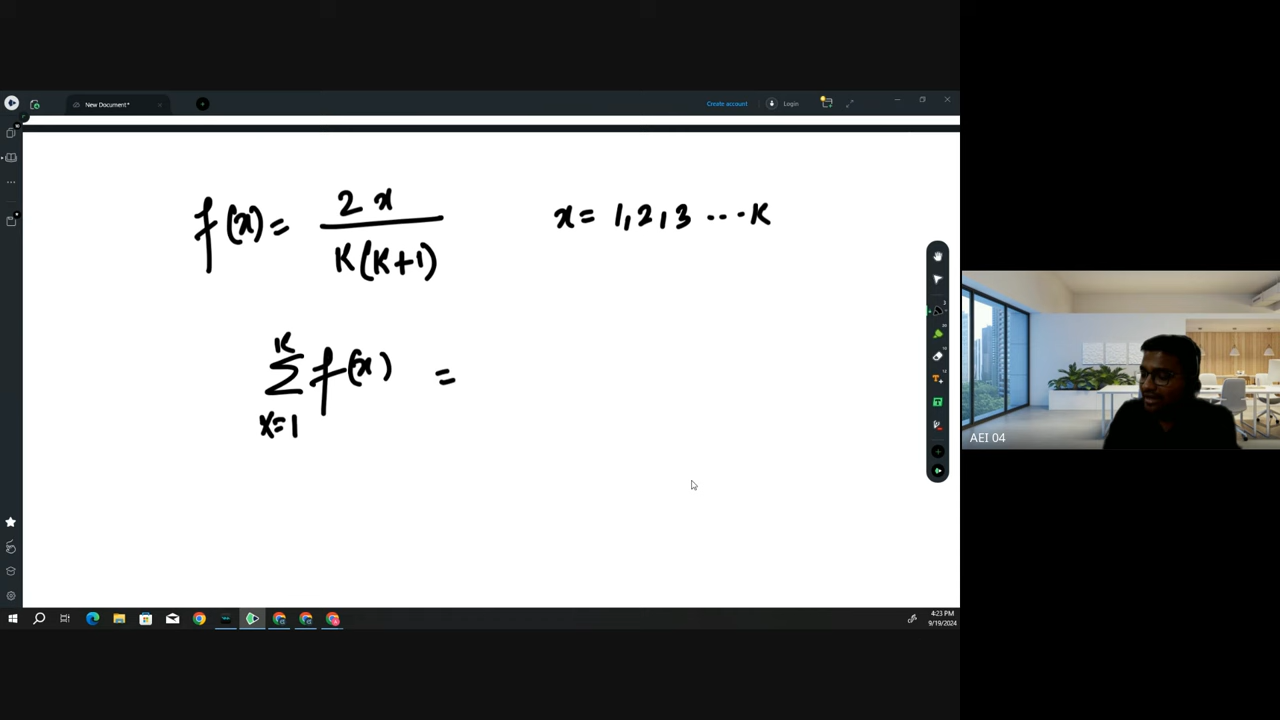 New Document*
Create account
Login
f(x) = 2x / K(K+1)    x = 1, 2, 3 ... K
K
Σ f(x) =
x=1
AEI 04
4:23 PM
9/19/2024